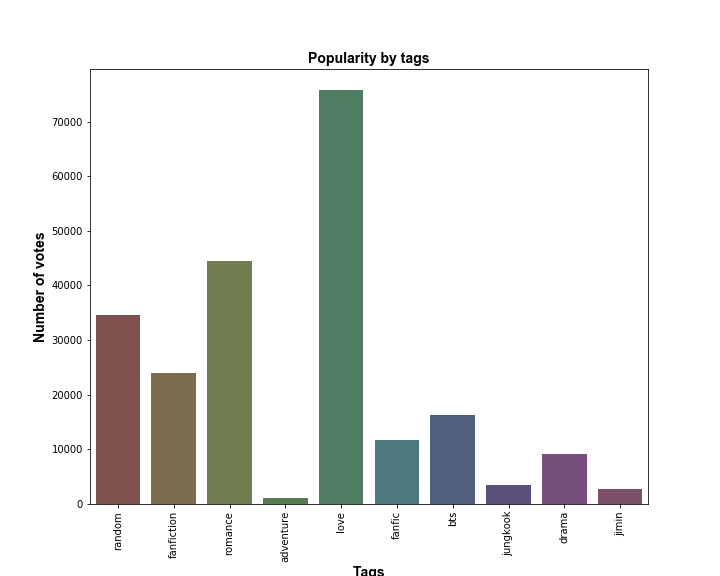 Popularity by tags
Number of votes
70000
60000
50000
40000
30000
20000
10000
0
random
fanfiction
romance
adventure
love
fanfic
bts
jungkook
drama
jimin
Tags